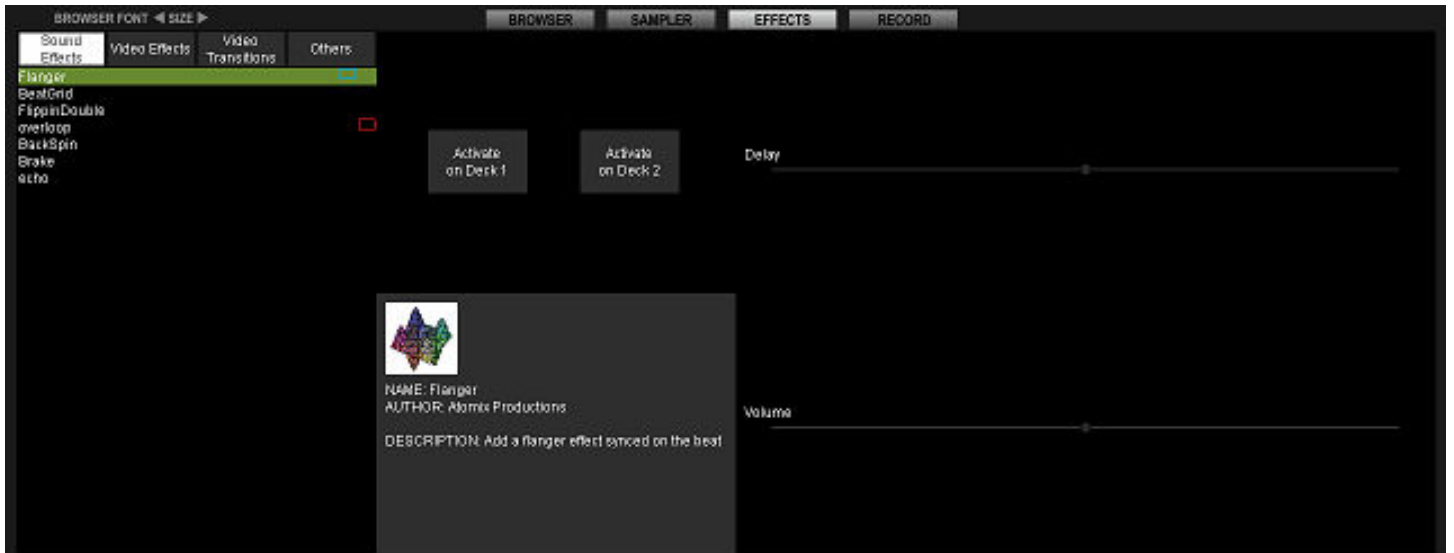 BROWSER FONT ◀ SIZE ▶
BROWSER
SAMPLER
EFFECTS
RECORD
Sound
Effects
Video Effects
Video
Transitions
Others
Flanger
BeatGrid
FlippinDouble
overloop
BackSpin
Brake
echo
Activate
on Deck 1
Activate
on Deck 2
Delay
NAME: Flanger
AUTHOR: Atomix Productions
DESCRIPTION: Add a flanger effect synced on the beat
Volume